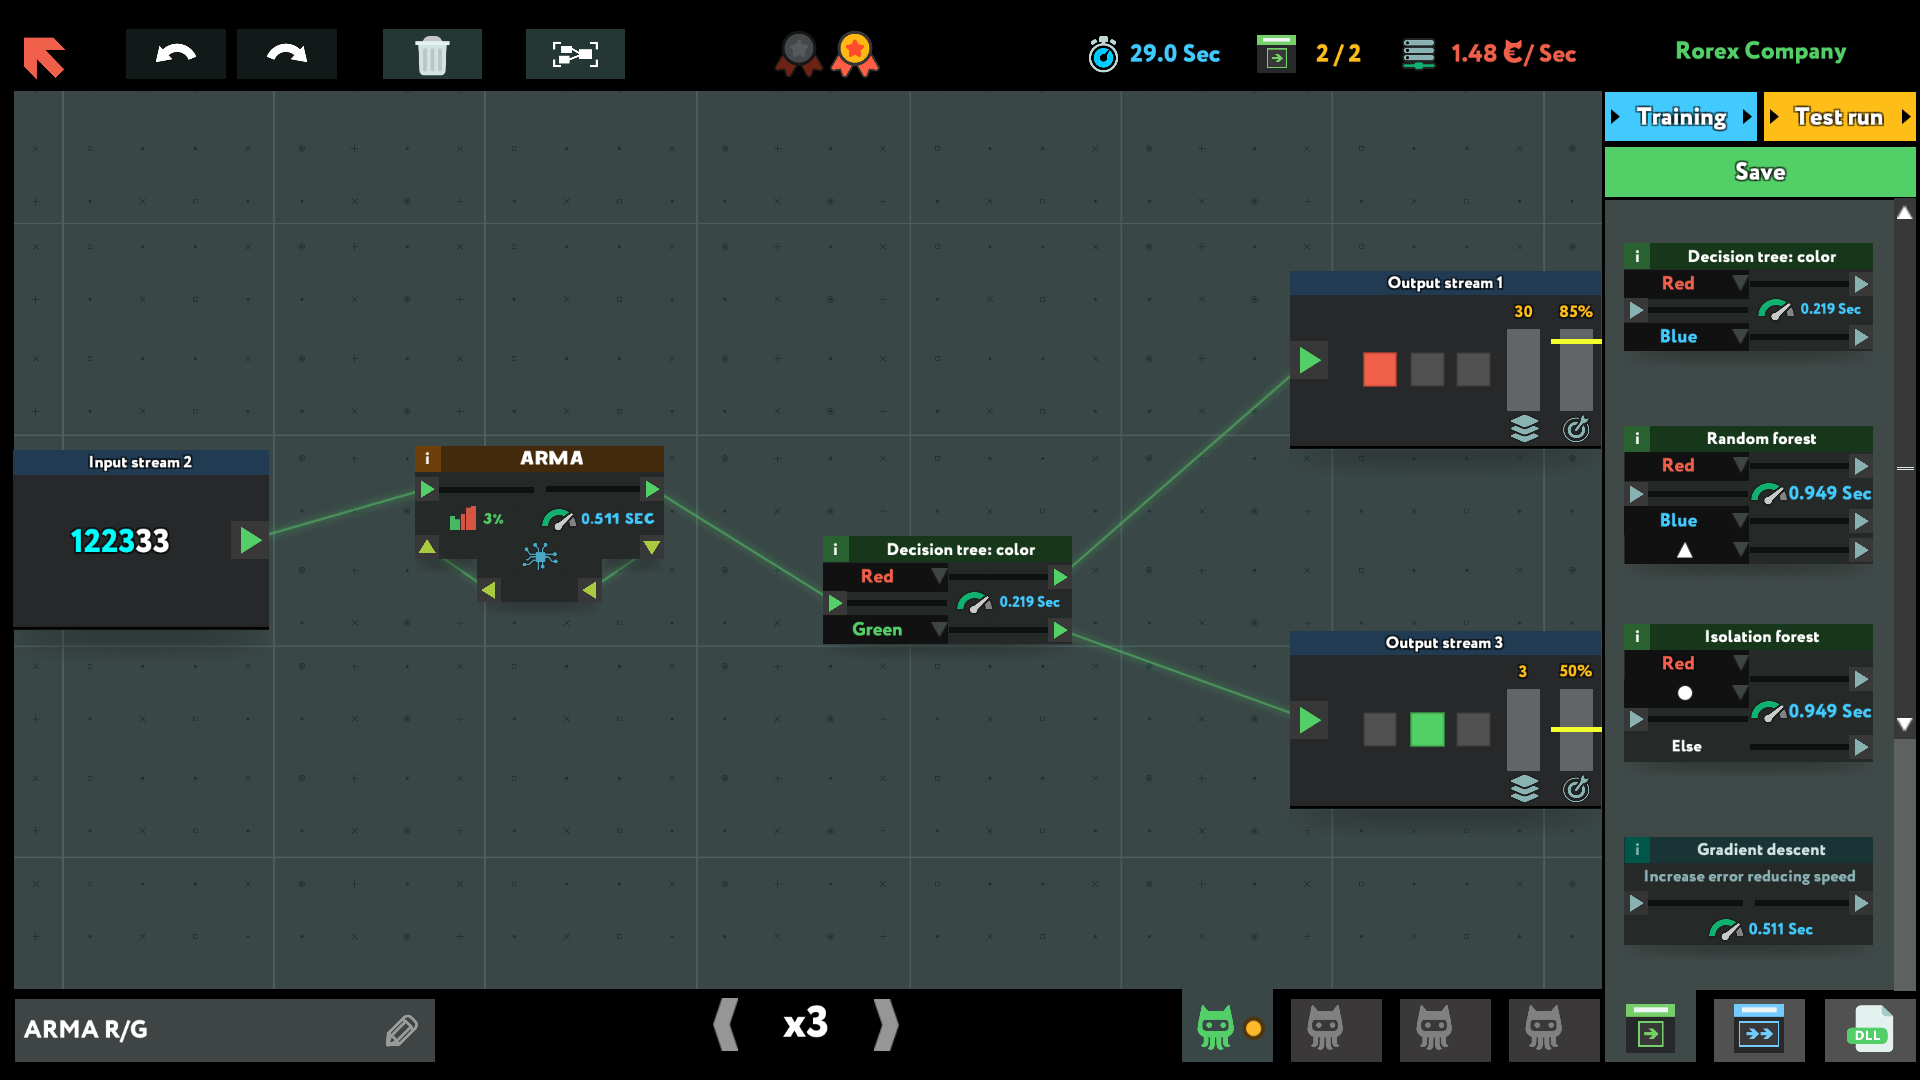 29.0 Sec
2 / 2
1.48 €/ Sec
Rorex Company
Training
Test run
Save
Input stream 2
122333
i ARMA
3%
0.511 SEC
i Decision tree: color
Red
0.219 Sec
Green
Output stream 1
30 85%
Output stream 3
3 50%
i Decision tree: color
Red
0.219 Sec
Blue
i Random forest
Red
0.949 Sec
Blue
i Isolation forest
Red
0.949 Sec
Else
i Gradient descent
Increase error reducing speed
0.511 Sec
ARMA R/G
x3
DLL